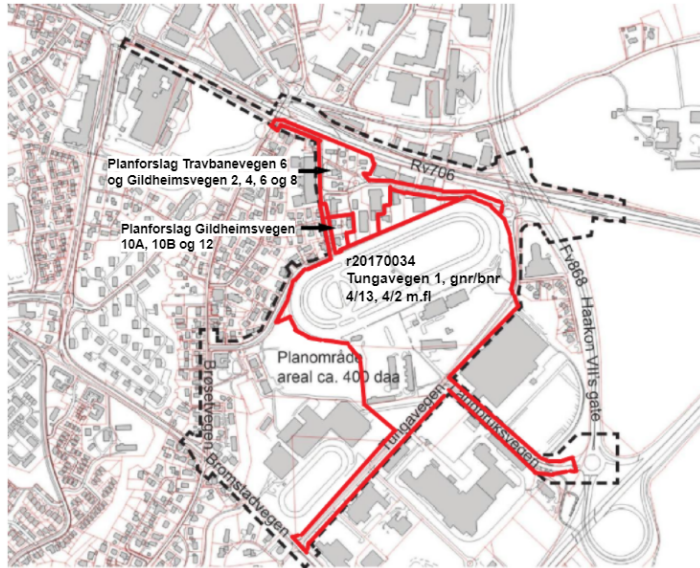 Rv706
Planforslag Travbanevegen 6
og Gildheimsvegen 2, 4, 6 og 8
Planforslag Gildheimsvegen
10A, 10B og 12
r20170034
Tungavegen 1, gnr/bnr
4/13, 4/2 m.fl
Fv868 Haakon VII's gate
Planområde
areal ca. 400 daa
Brøsetvegen
Tungavegen
Bromstadvegen